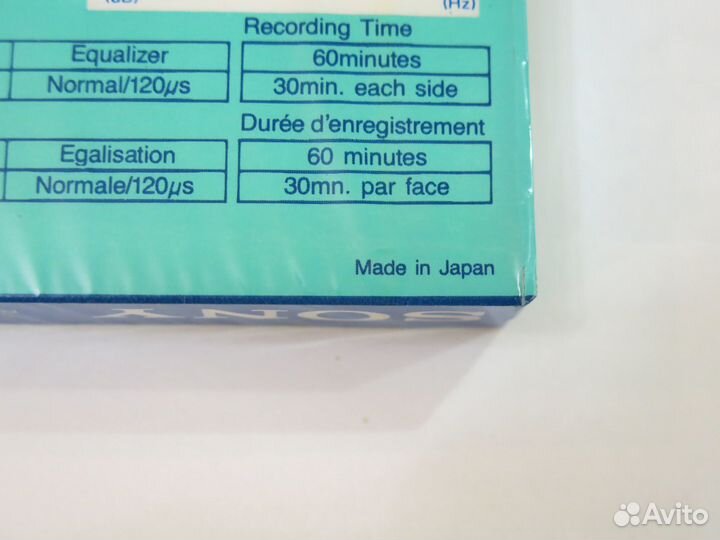 (Hz)
Recording Time
Equalizer 60minutes
Normal/120µs 30min. each side
Durée d'enregistrement
Egalisation 60 minutes
Normale/120µs 30mn. par face
Made in Japan
SONY
Avito